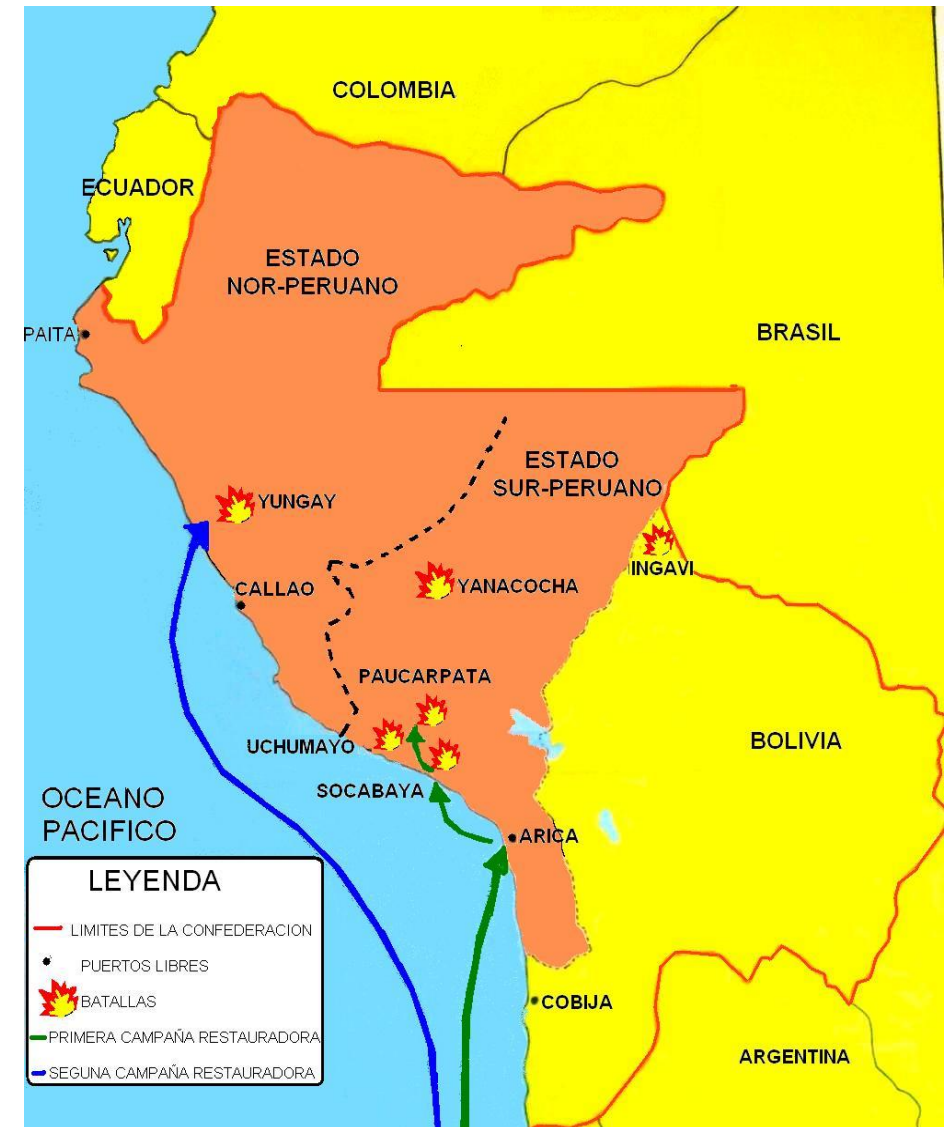 COLOMBIA
ECUADOR
ESTADO
NOR-PERUANO
PAITA
BRASIL
ESTADO
SUR-PERUANO
YUNGAY
INGAVI
CALLAO
YANACOCHA
PAUCARPATA
UCHUMAYO
BOLIVIA
SOCABAYA
OCEANO
PACIFICO
ARICA
LEYENDA
LIMITES DE LA CONFEDERACION
PUERTOS LIBRES
BATALLAS
PRIMERA CAMPAÑA RESTAURADORA
SEGUNA CAMPAÑA RESTAURADORA
COBIJA
ARGENTINA